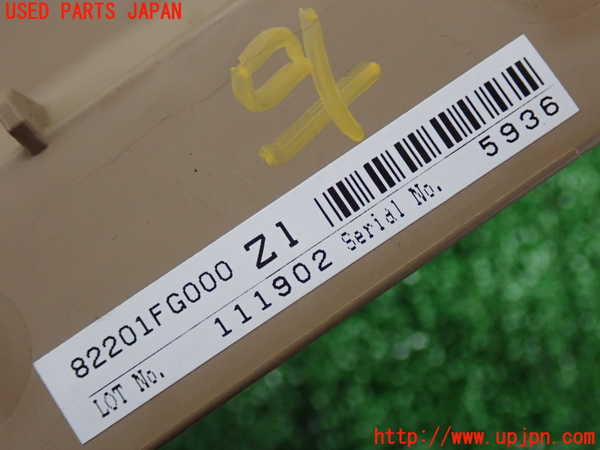 USED PARTS JAPAN
82201FG000 Z1
LOT No. 111902 Serial No. 5936
http://www.upjpn.com